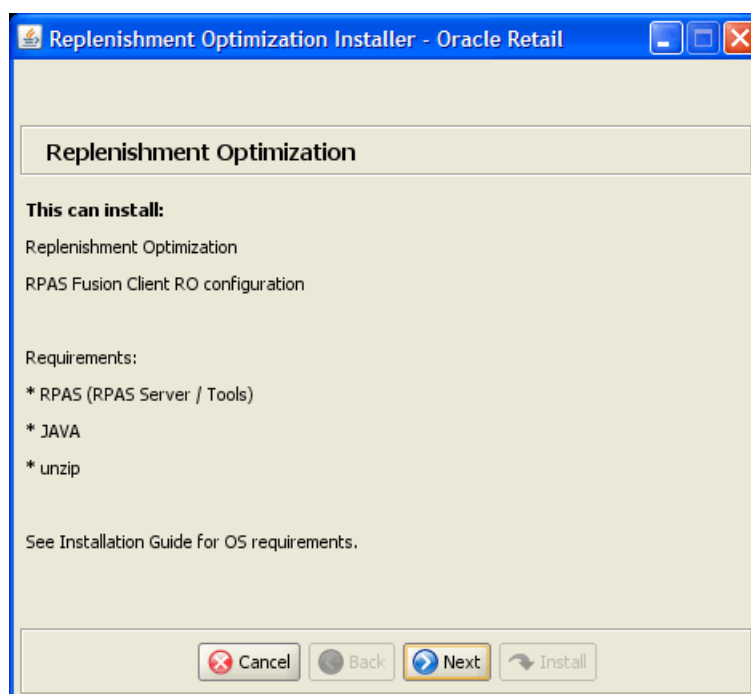 Replenishment Optimization Installer - Oracle Retail
Replenishment Optimization
This can install:
Replenishment Optimization
RPAS Fusion Client RO configuration
Requirements:
* RPAS (RPAS Server / Tools)
* JAVA
* unzip
See Installation Guide for OS requirements.
Cancel Back Next Install